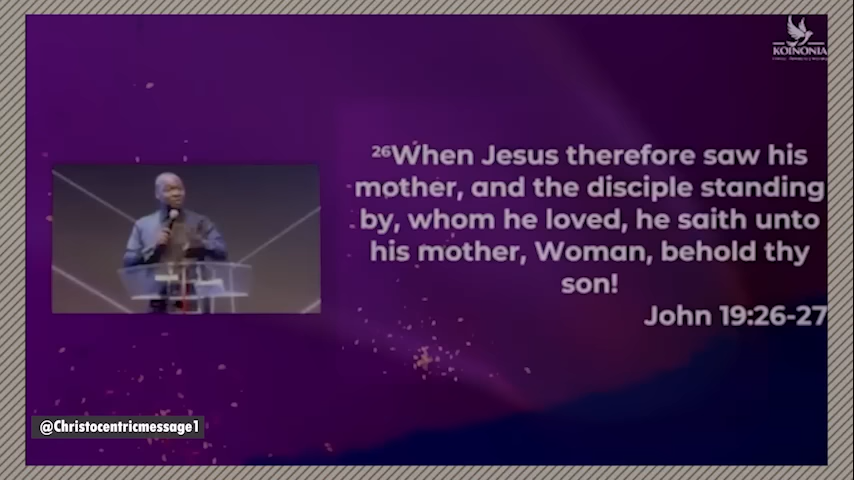 KOINONIA
²⁶When Jesus therefore saw his
mother, and the disciple standing
by, whom he loved, he saith unto
his mother, Woman, behold thy
son!
John 19:26-27
@Christocentricmessage1